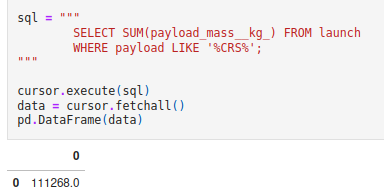 sql = """
SELECT SUM(payload_mass__kg_) FROM launch
WHERE payload LIKE '%CRS%';
"""
cursor.execute(sql)
data = cursor.fetchall()
pd.DataFrame(data)
0
0 111268.0